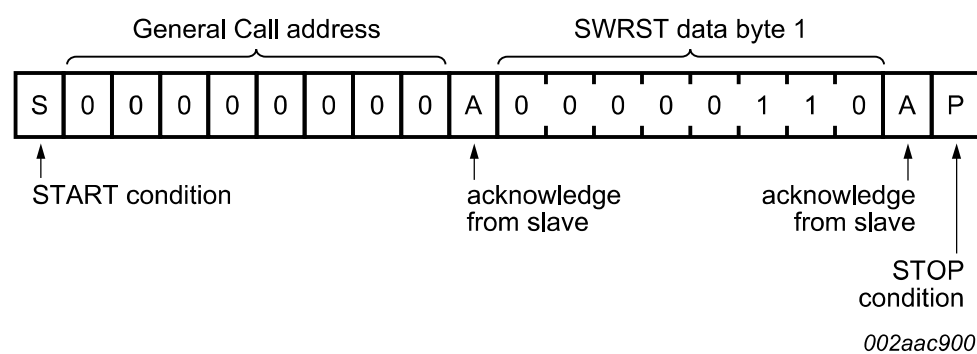 General Call address SWRST data byte 1
S 0 0 0 0 0 0 0 0 A 0 0 0 0 0 1 1 0 A P
START condition
acknowledge
from slave
acknowledge
from slave
STOP
condition
002aac900